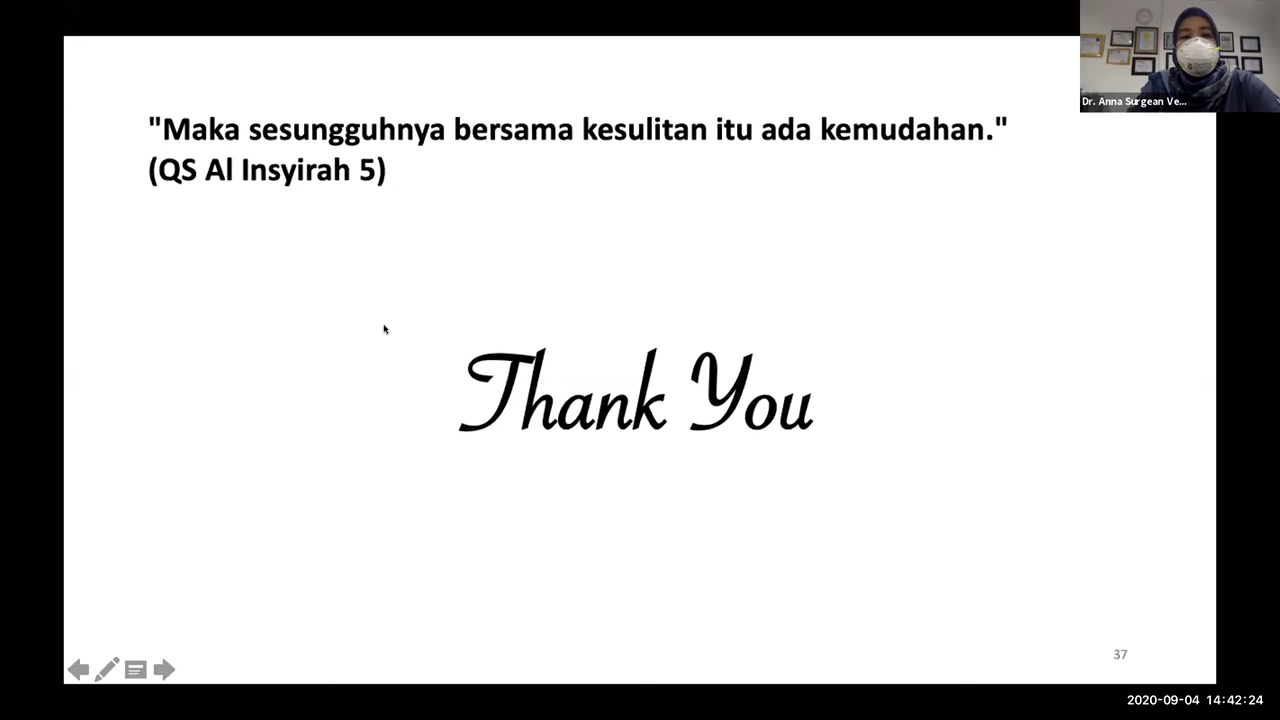 Dr. Anna Surgean Ve...
"Maka sesungguhnya bersama kesulitan itu ada kemudahan."
(QS Al Insyirah 5)
Thank You
37
2020-09-04 14:42:24